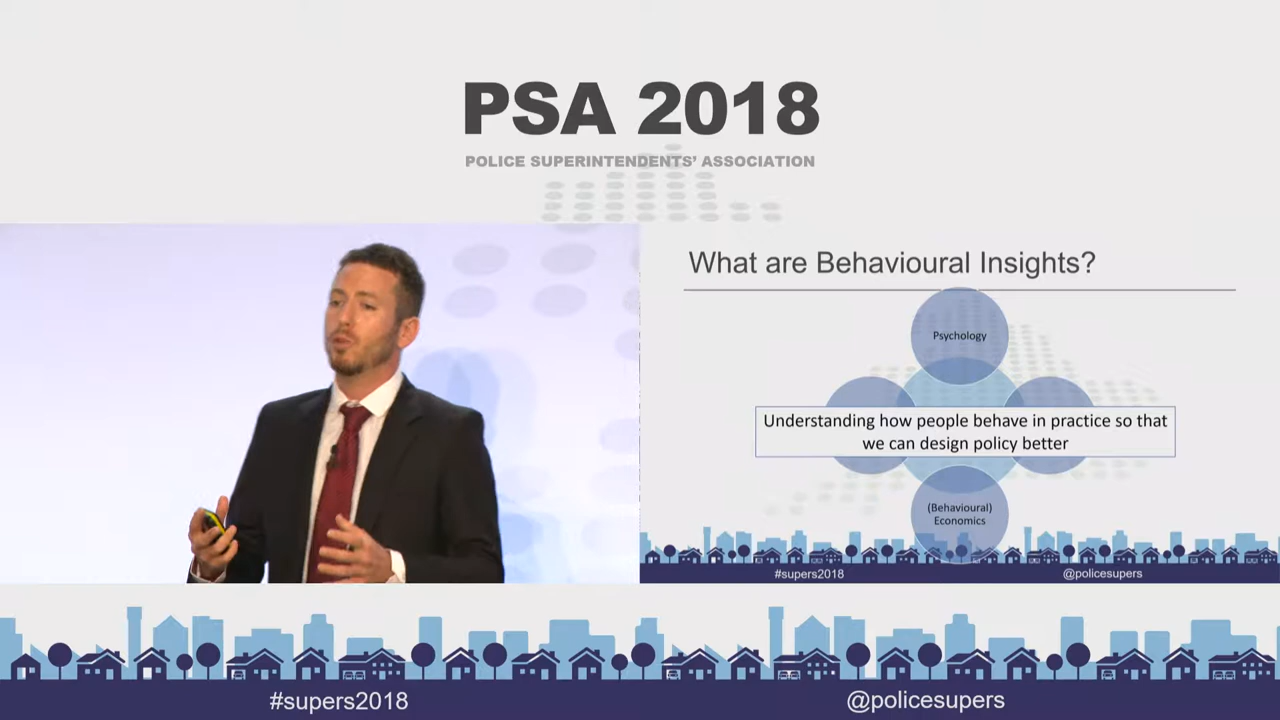 PSA 2018
POLICE SUPERINTENDENTS' ASSOCIATION
What are Behavioural Insights?
Psychology
Understanding how people behave in practice so that
we can design policy better
(Behavioural)
Economics
#supers2018
@policesupers
#supers2018
@policesupers